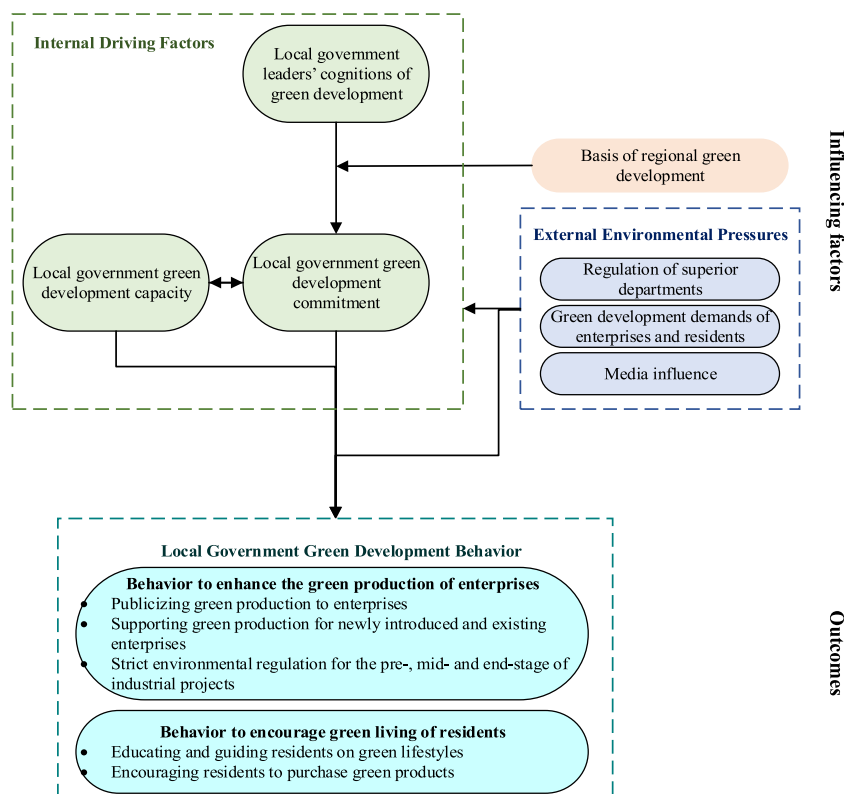 Internal Driving Factors
Local government
leaders’ cognitions of
green development
Basis of regional green
development
Influencing factors
External Environmental Pressures
Regulation of superior
departments
Green development demands of
enterprises and residents
Media influence
Local government green
development capacity
Local government green
development
commitment
Local Government Green Development Behavior
Behavior to enhance the green production of enterprises
• Publicizing green production to enterprises
• Supporting green production for newly introduced and existing
enterprises
• Strict environmental regulation for the pre-, mid- and end-stage of
industrial projects
Behavior to encourage green living of residents
• Educating and guiding residents on green lifestyles
• Encouraging residents to purchase green products
Outcomes